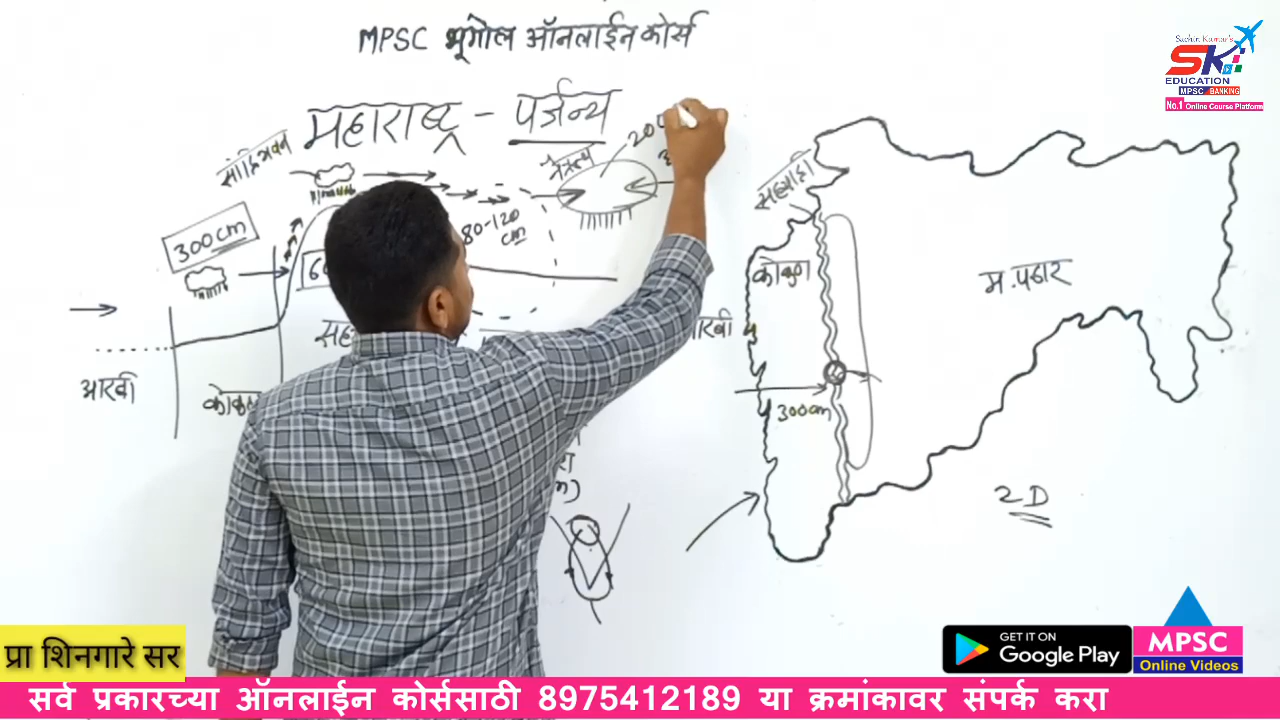 MPSC भूगोल ऑनलाईन कोर्स
महाराष्ट्र - पर्जन्य
Sachin Kumar's
SK
EDUCATION
MPSC BANKING
No.1 Online Course Platform
300cm
80-120
cm
आरबी
कोकण
सह्याद्री
कोकण
म. पठार
300cm
2D
प्रा शिनगारे सर
GET IT ON
Google Play
MPSC
Online Videos
सर्व प्रकारच्या ऑनलाईन कोर्ससाठी 8975412189 या क्रमांकावर संपर्क करा